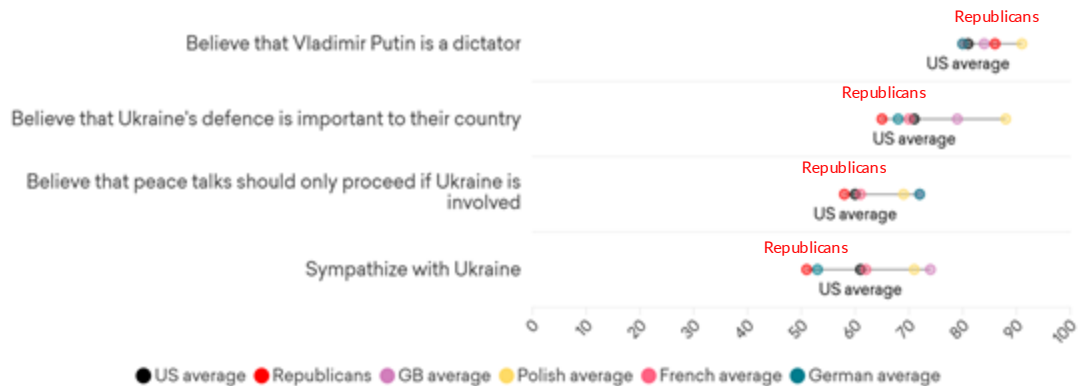 Republicans
Believe that Vladimir Putin is a dictator
US average
Republicans
Believe that Ukraine's defence is important to their country
US average
Republicans
Believe that peace talks should only proceed if Ukraine is
involved
US average
Republicans
Sympathize with Ukraine
US average
0 10 20 30 40 50 60 70 80 90 100
US average Republicans GB average Polish average French average German average